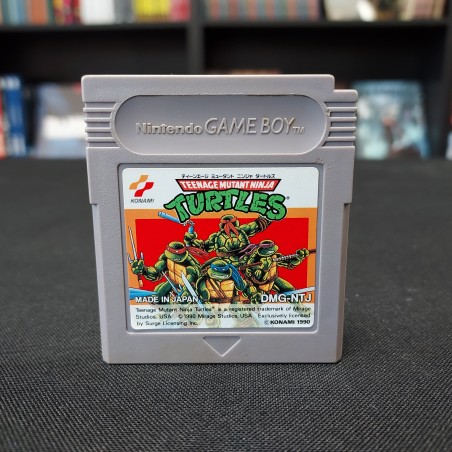 Nintendo GAME BOY TM
ティーンエージ ミュータント ニンジャ タートルズ
TEENAGE MUTANT NINJA
TURTLES
KONAMI
MADE IN JAPAN
DMG-NTJ
Teenage Mutant Ninja Turtles® is a registered trademark of Mirage
Studios, USA © 1990 Mirage Studios, USA. Exclusively licensed
by Surge Licensing Inc.
© KONAMI 1990